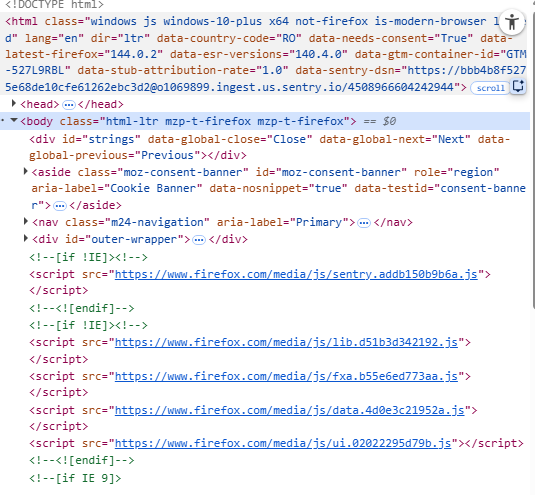 <!DOCTYPE html>
<html class="windows js windows-10-plus x64 not-firefox is-modern-browser l
d" lang="en" dir="ltr" data-country-code="RO" data-needs-consent="True" data-
latest-firefox="144.0.2" data-esr-versions="140.4.0" data-gtm-container-id="GTM
-527L9RBL" data-stub-attribution-rate="1.0" data-sentry-dsn="https://bbb4b8f527
5e68de10cfe61262ebc3d2@o1069899.ingest.us.sentry.io/4508966604242944"> scroll
<head> ⋯ </head>
<body class="html-ltr mzp-t-firefox mzp-t-firefox"> == $0
<div id="strings" data-global-close="Close" data-global-next="Next" data-
global-previous="Previous"></div>
<aside class="moz-consent-banner" id="moz-consent-banner" role="region"
aria-label="Cookie Banner" data-nosnippet="true" data-testid="consent-banne
r"> ⋯ </aside>
<nav class="m24-navigation" aria-label="Primary"> ⋯ </nav>
<div id="outer-wrapper"> ⋯ </div>
<!--[if !IE]><!-->
<script src="https://www.firefox.com/media/js/sentry.addb150b9b6a.js">
</script>
<!--<![endif]-->
<!--[if !IE]><!-->
<script src="https://www.firefox.com/media/js/lib.d51b3d342192.js">
</script>
<script src="https://www.firefox.com/media/js/fxa.b55e6ed773aa.js">
</script>
<script src="https://www.firefox.com/media/js/data.4d0e3c21952a.js">
</script>
<script src="https://www.firefox.com/media/js/ui.02022295d79b.js"></script>
<!--<![endif]-->
<!--[if IE 9]>